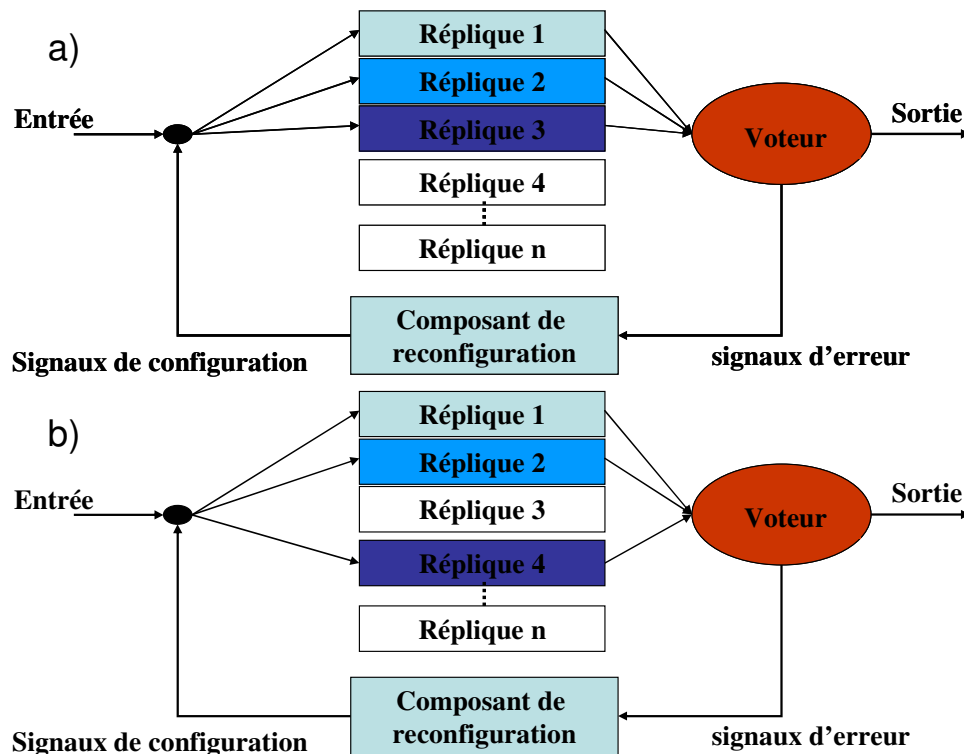 a)
Réplique 1
Réplique 2
Réplique 3
Réplique 4
Réplique n
Entrée
Voteur
Sortie
Composant de
reconfiguration
Signaux de configuration
signaux d'erreur
b)
Réplique 1
Réplique 2
Réplique 3
Réplique 4
Réplique n
Entrée
Voteur
Sortie
Composant de
reconfiguration
Signaux de configuration
signaux d'erreur